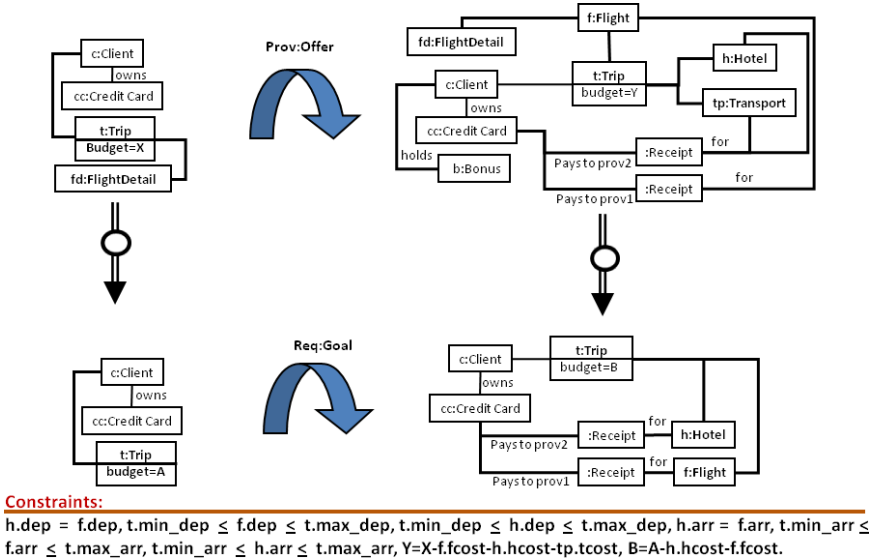 Prov:Offer
c:Client
owns
cc:Credit Card
t:Trip
Budget=X
fd:FlightDetail
f:Flight
fd:FlightDetail
h:Hotel
c:Client
t:Trip
budget=Y
owns
tp:Transport
cc:Credit Card
holds
b:Bonus
Pays to prov2
:Receipt
for
Pays to prov1
:Receipt
for
Req:Goal
c:Client
owns
cc:Credit Card
t:Trip
budget=A
c:Client
t:Trip
budget=B
owns
cc:Credit Card
Pays to prov2
:Receipt
for
h:Hotel
Pays to prov1
:Receipt
for
f:Flight
Constraints:
h.dep = f.dep, t.min_dep ≤ f.dep ≤ t.max_dep, t.min_dep ≤ h.dep ≤ t.max_dep, h.arr = f.arr, t.min_arr ≤
f.arr ≤ t.max_arr, t.min_arr ≤ h.arr ≤ t.max_arr, Y=X-f.fcost-h.hcost-tp.tcost, B=A-h.hcost-f.fcost.